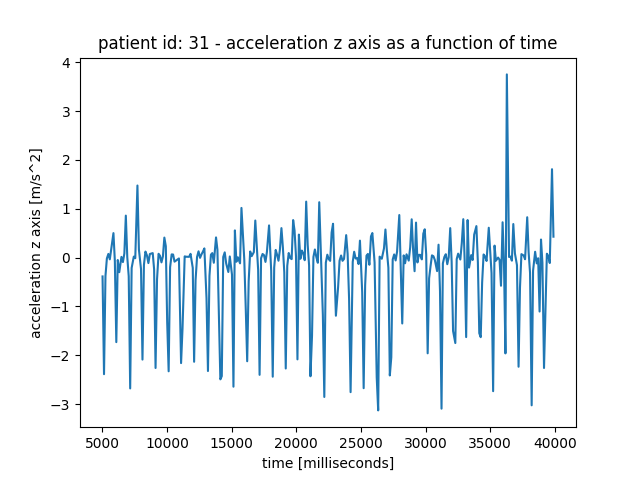 patient id: 31 - acceleration z axis as a function of time
acceleration z axis [m/s^2]
4
3
2
1
0
−1
−2
−3
5000 10000 15000 20000 25000 30000 35000 40000
time [milliseconds]